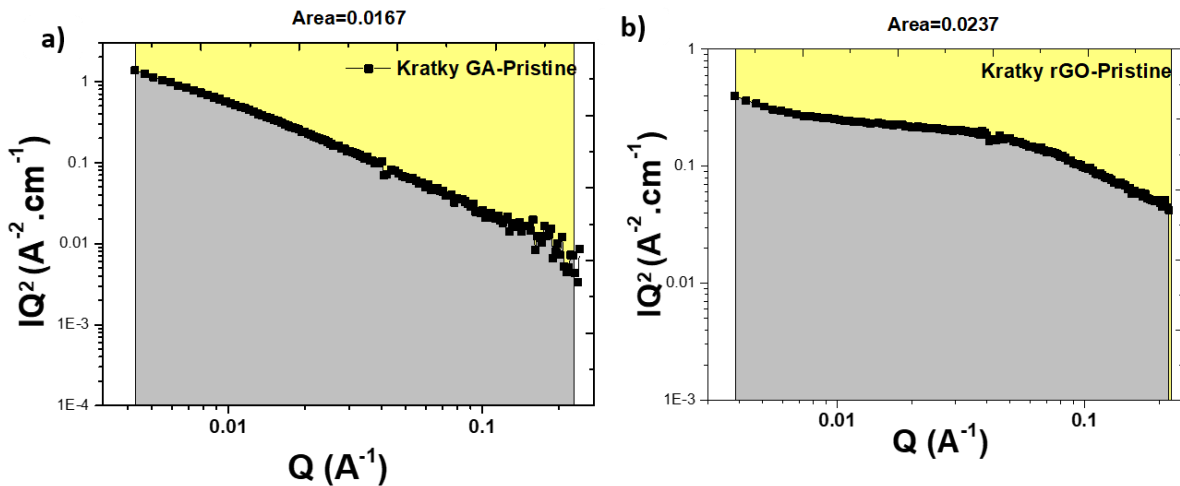 a)
Area=0.0167
Kratky GA-Pristine
IQ² (A⁻².cm⁻¹)
1
0.1
0.01
1E-3
1E-4
0.01 0.1
Q (A⁻¹)
b)
Area=0.0237
Kratky rGO-Pristine
IQ² (A⁻².cm⁻¹)
1
0.1
0.01
1E-3
0.01 0.1
Q (A⁻¹)